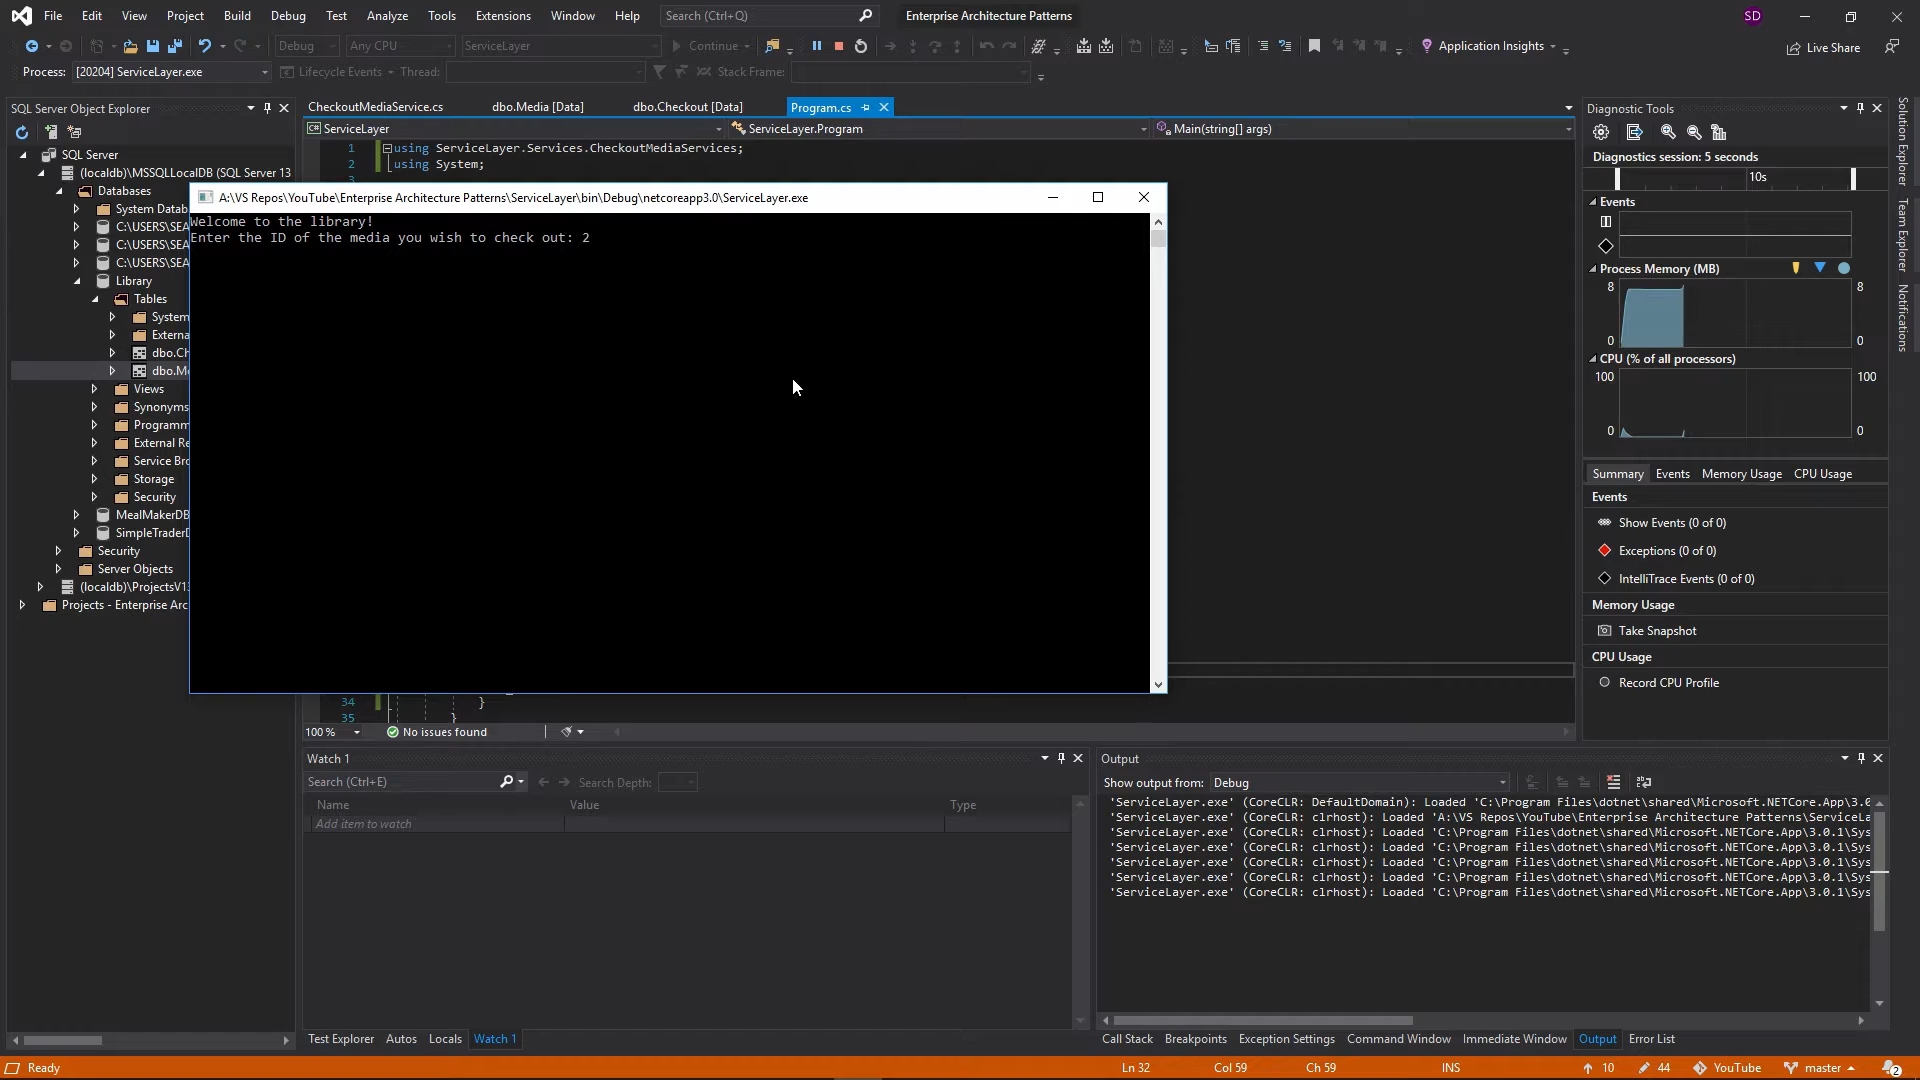 File Edit View Project Build Debug Test Analyze Tools Extensions Window Help Search (Ctrl+Q) Enterprise Architecture Patterns SD
Debug Any CPU ServiceLayer Continue Application Insights Live Share
Process: [20204] ServiceLayer.exe Lifecycle Events Thread: Stack Frame:
SQL Server Object Explorer
SQL Server
(localdb)\MSSQLLocalDB (SQL Server 13
Databases
System Datab
C:\USERS\SEA
C:\USERS\SEA
C:\USERS\SEA
Library
Tables
System
Externa
dbo.Ch
dbo.Me
Views
Synonyms
Programm
External Re
Service Bro
Storage
Security
MealMakerDB
SimpleTraderD
Security
Server Objects
(localdb)\ProjectsV13
Projects - Enterprise Arc
CheckoutMediaService.cs dbo.Media [Data] dbo.Checkout [Data] Program.cs
ServiceLayer ServiceLayer.Program Main(string[] args)
1 using ServiceLayer.Services.CheckoutMediaServices;
2 using System;
3
A:\VS Repos\YouTube\Enterprise Architecture Patterns\ServiceLayer\bin\Debug\netcoreapp3.0\ServiceLayer.exe
Welcome to the library!
Enter the ID of the media you wish to check out: 2
34 }
35 }
100 % No issues found
Watch 1
Search (Ctrl+E) Search Depth:
Name Value Type
Add item to watch
Test Explorer Autos Locals Watch 1
Output
Show output from: Debug
'ServiceLayer.exe' (CoreCLR: DefaultDomain): Loaded 'C:\Program Files\dotnet\shared\Microsoft.NETCore.App\3.0
'ServiceLayer.exe' (CoreCLR: clrhost): Loaded 'A:\VS Repos\YouTube\Enterprise Architecture Patterns\ServiceLa
'ServiceLayer.exe' (CoreCLR: clrhost): Loaded 'C:\Program Files\dotnet\shared\Microsoft.NETCore.App\3.0.1\Sys
'ServiceLayer.exe' (CoreCLR: clrhost): Loaded 'C:\Program Files\dotnet\shared\Microsoft.NETCore.App\3.0.1\Sys
'ServiceLayer.exe' (CoreCLR: clrhost): Loaded 'C:\Program Files\dotnet\shared\Microsoft.NETCore.App\3.0.1\Sys
'ServiceLayer.exe' (CoreCLR: clrhost): Loaded 'C:\Program Files\dotnet\shared\Microsoft.NETCore.App\3.0.1\Sys
'ServiceLayer.exe' (CoreCLR: clrhost): Loaded 'C:\Program Files\dotnet\shared\Microsoft.NETCore.App\3.0.1\Sys
Call Stack Breakpoints Exception Settings Command Window Immediate Window Output Error List
Diagnostic Tools
Diagnostics session: 5 seconds
10s
Events
Process Memory (MB)
8 8
0 0
CPU (% of all processors)
100 100
0 0
Summary Events Memory Usage CPU Usage
Events
Show Events (0 of 0)
Exceptions (0 of 0)
IntelliTrace Events (0 of 0)
Memory Usage
Take Snapshot
CPU Usage
Record CPU Profile
Solution Explorer
Team Explorer
Notifications
Ready Ln 32 Col 59 Ch 59 INS 10 44 YouTube master 2